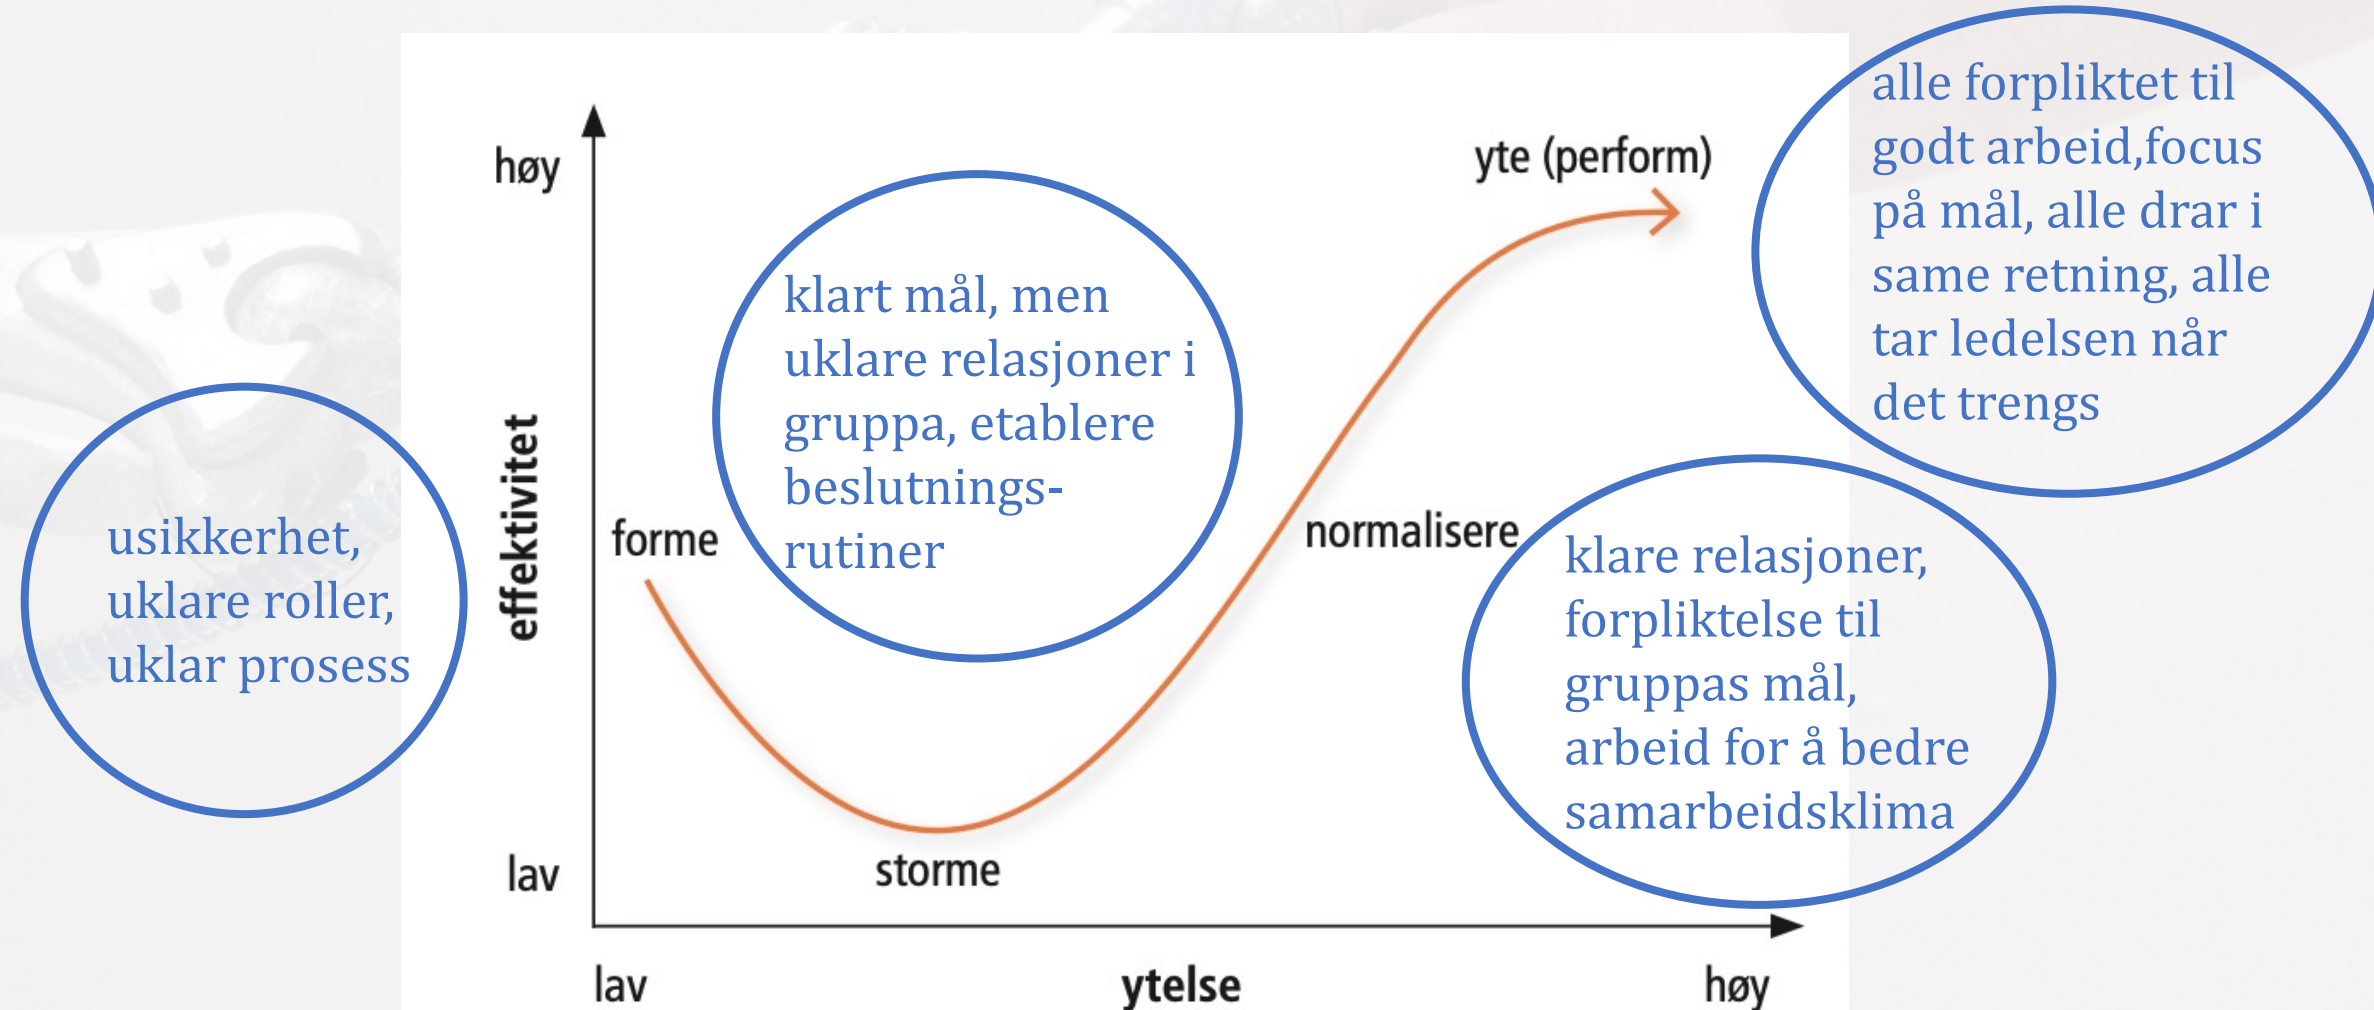 alle forpliktet til
godt arbeid,focus
på mål, alle drar i
same retning, alle
tar ledelsen når
det trengs
høy
yte (perform)
klart mål, men
uklare relasjoner i
gruppa, etablere
beslutnings-
rutiner
effektivitet
forme
normalisere
usikkerhet,
uklare roller,
uklar prosess
klare relasjoner,
forpliktelse til
gruppas mål,
arbeid for å bedre
samarbeidsklima
lav
storme
lav
ytelse
høy